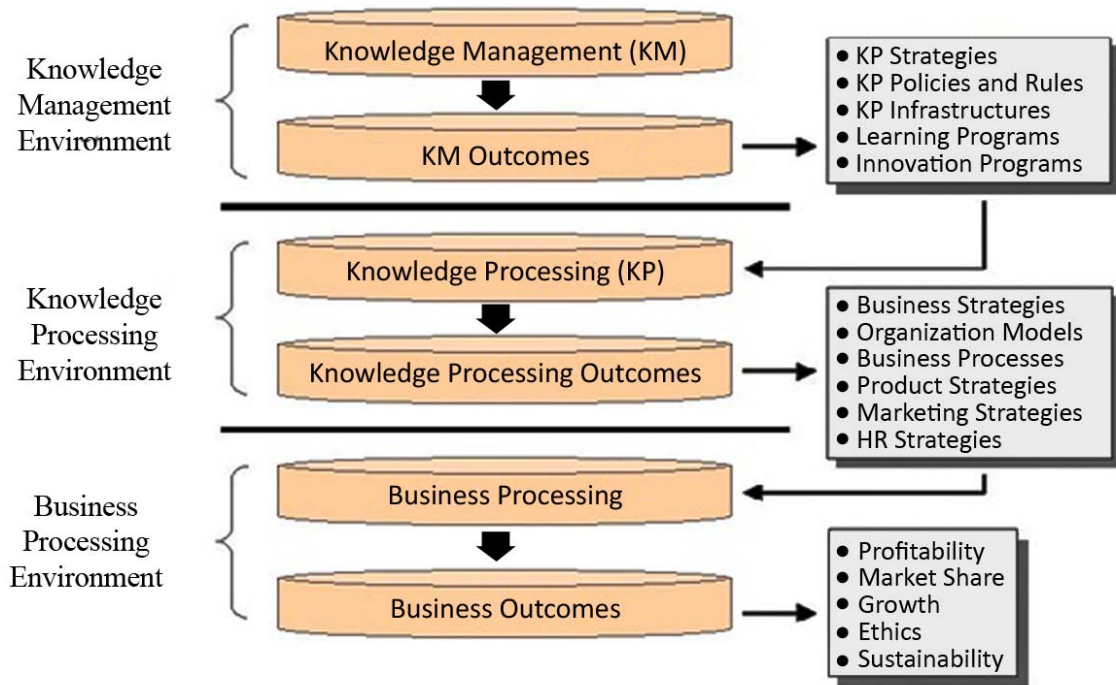 Knowledge
Management
Environment
Knowledge Management (KM)
KM Outcomes
● KP Strategies
● KP Policies and Rules
● KP Infrastructures
● Learning Programs
● Innovation Programs
Knowledge
Processing
Environment
Knowledge Processing (KP)
Knowledge Processing Outcomes
● Business Strategies
● Organization Models
● Business Processes
● Product Strategies
● Marketing Strategies
● HR Strategies
Business
Processing
Environment
Business Processing
Business Outcomes
● Profitability
● Market Share
● Growth
● Ethics
● Sustainability